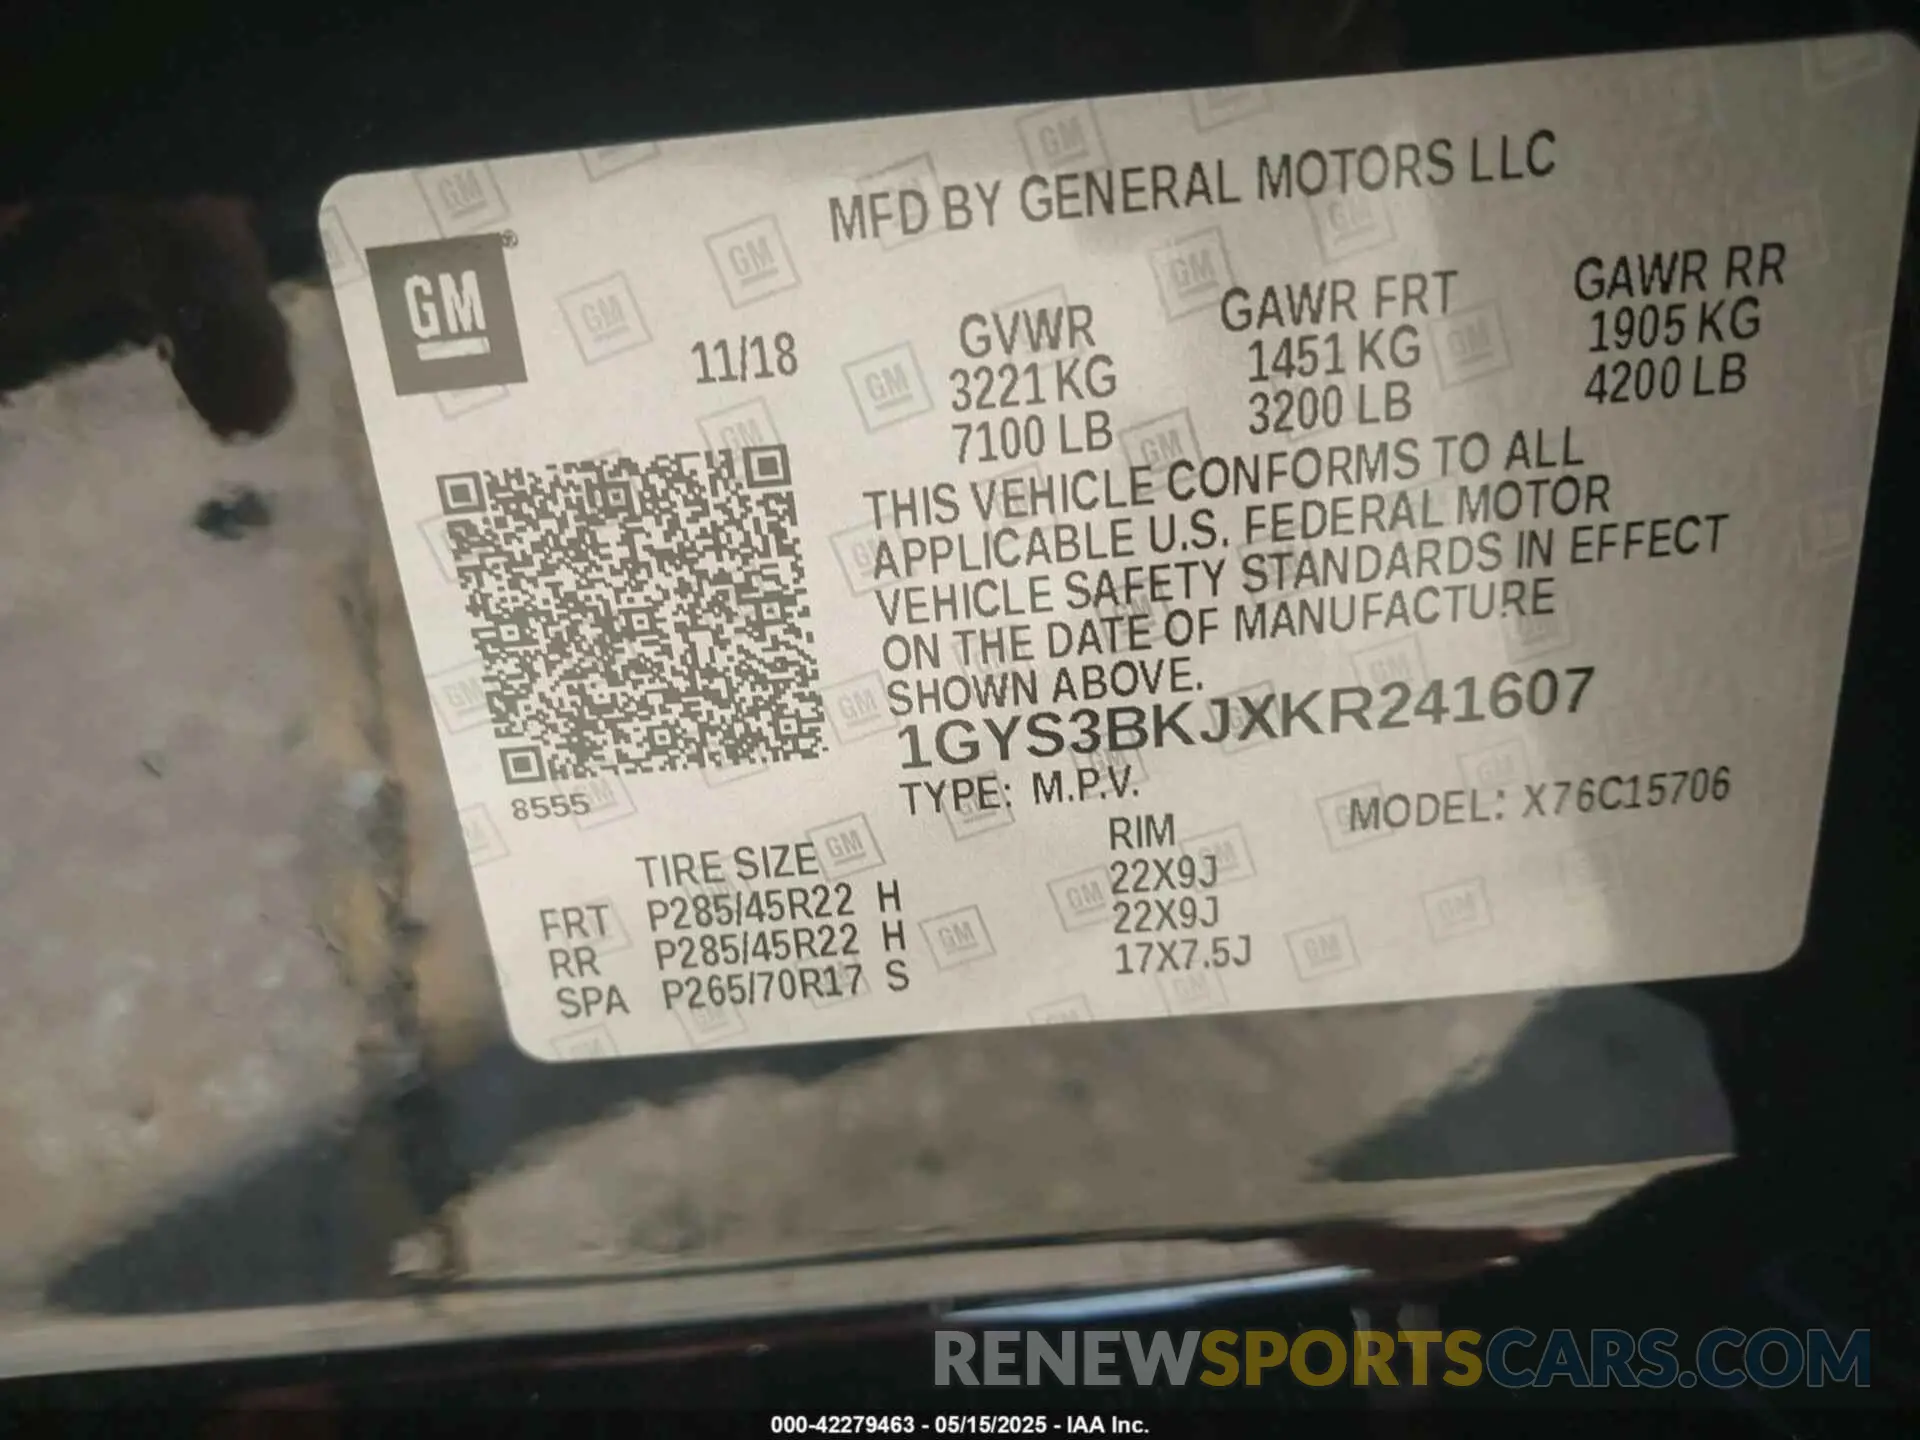 MFD BY GENERAL MOTORS LLC
GM®
11/18
GVWR GAWR FRT GAWR RR
3221 KG 1451 KG 1905 KG
7100 LB 3200 LB 4200 LB
THIS VEHICLE CONFORMS TO ALL
APPLICABLE U.S. FEDERAL MOTOR
VEHICLE SAFETY STANDARDS IN EFFECT
ON THE DATE OF MANUFACTURE
SHOWN ABOVE.
1GYS3BKJXKR241607
TYPE: M.P.V. MODEL: X76C15706
8555
TIRE SIZE RIM
FRT P285/45R22 H 22X9J
RR P285/45R22 H 22X9J
SPA P265/70R17 S 17X7.5J
RENEWSPORTSCARS.COM
000-42279463 - 05/15/2025 - IAA Inc.